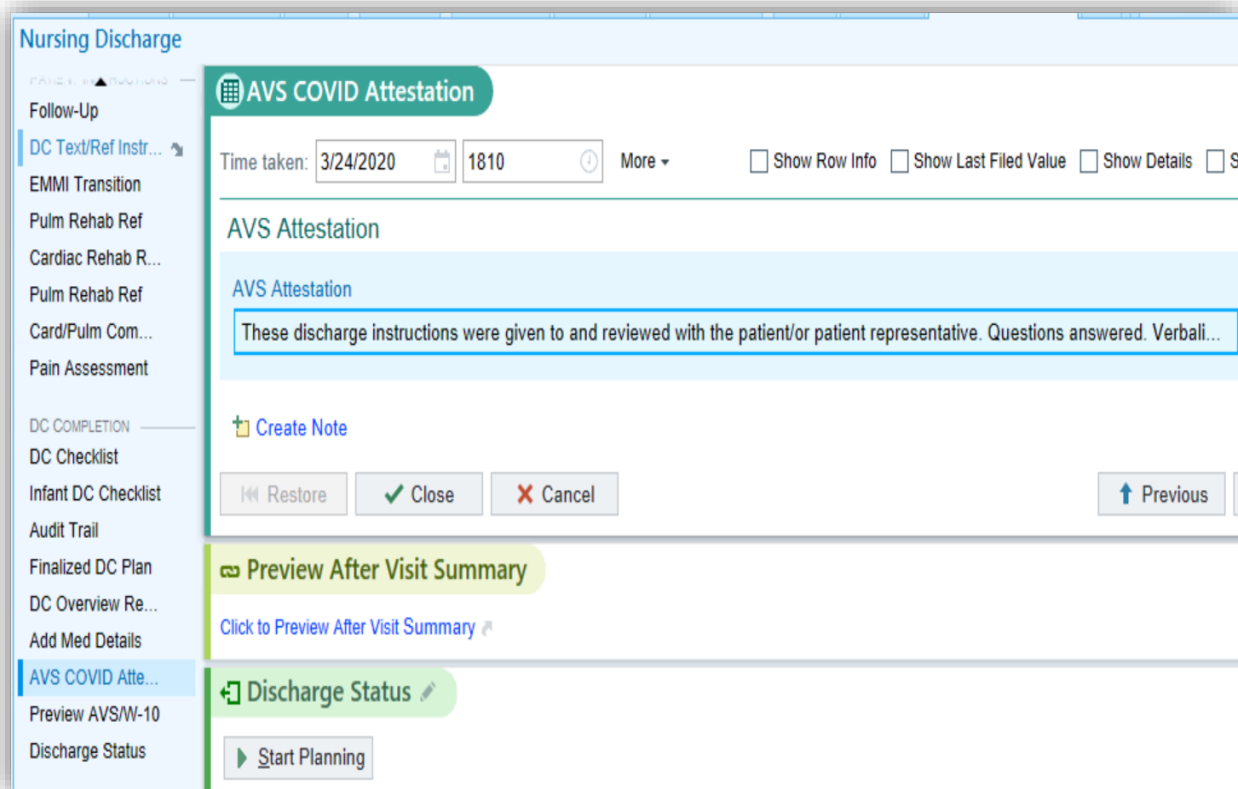 Nursing Discharge
Follow-Up
DC Text/Ref Instr...
EMMI Transition
Pulm Rehab Ref
Cardiac Rehab R...
Pulm Rehab Ref
Card/Pulm Com...
Pain Assessment
DC COMPLETION
DC Checklist
Infant DC Checklist
Audit Trail
Finalized DC Plan
DC Overview Re...
Add Med Details
AVS COVID Atte...
Preview AVS/W-10
Discharge Status
AVS COVID Attestation
Time taken: 3/24/2020 1810 More Show Row Info Show Last Filed Value Show Details S
AVS Attestation
AVS Attestation
These discharge instructions were given to and reviewed with the patient/or patient representative. Questions answered. Verbali...
Create Note
Restore Close Cancel Previous
Preview After Visit Summary
Click to Preview After Visit Summary
Discharge Status
Start Planning